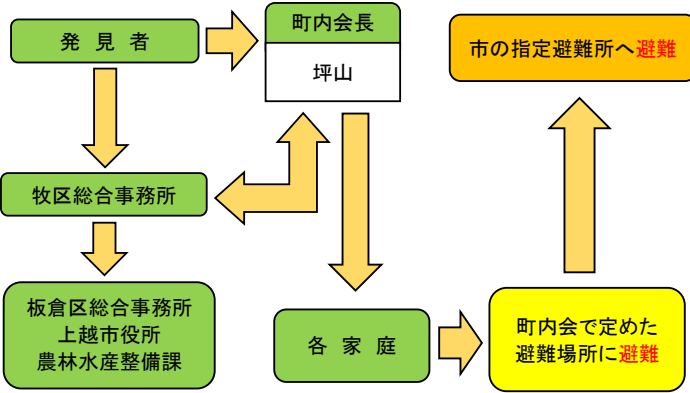 発見者
町内会長
坪山
市の指定避難所へ避難
牧区総合事務所
板倉区総合事務所
上越市役所
農林水産整備課
各家庭
町内会で定めた
避難場所に避難